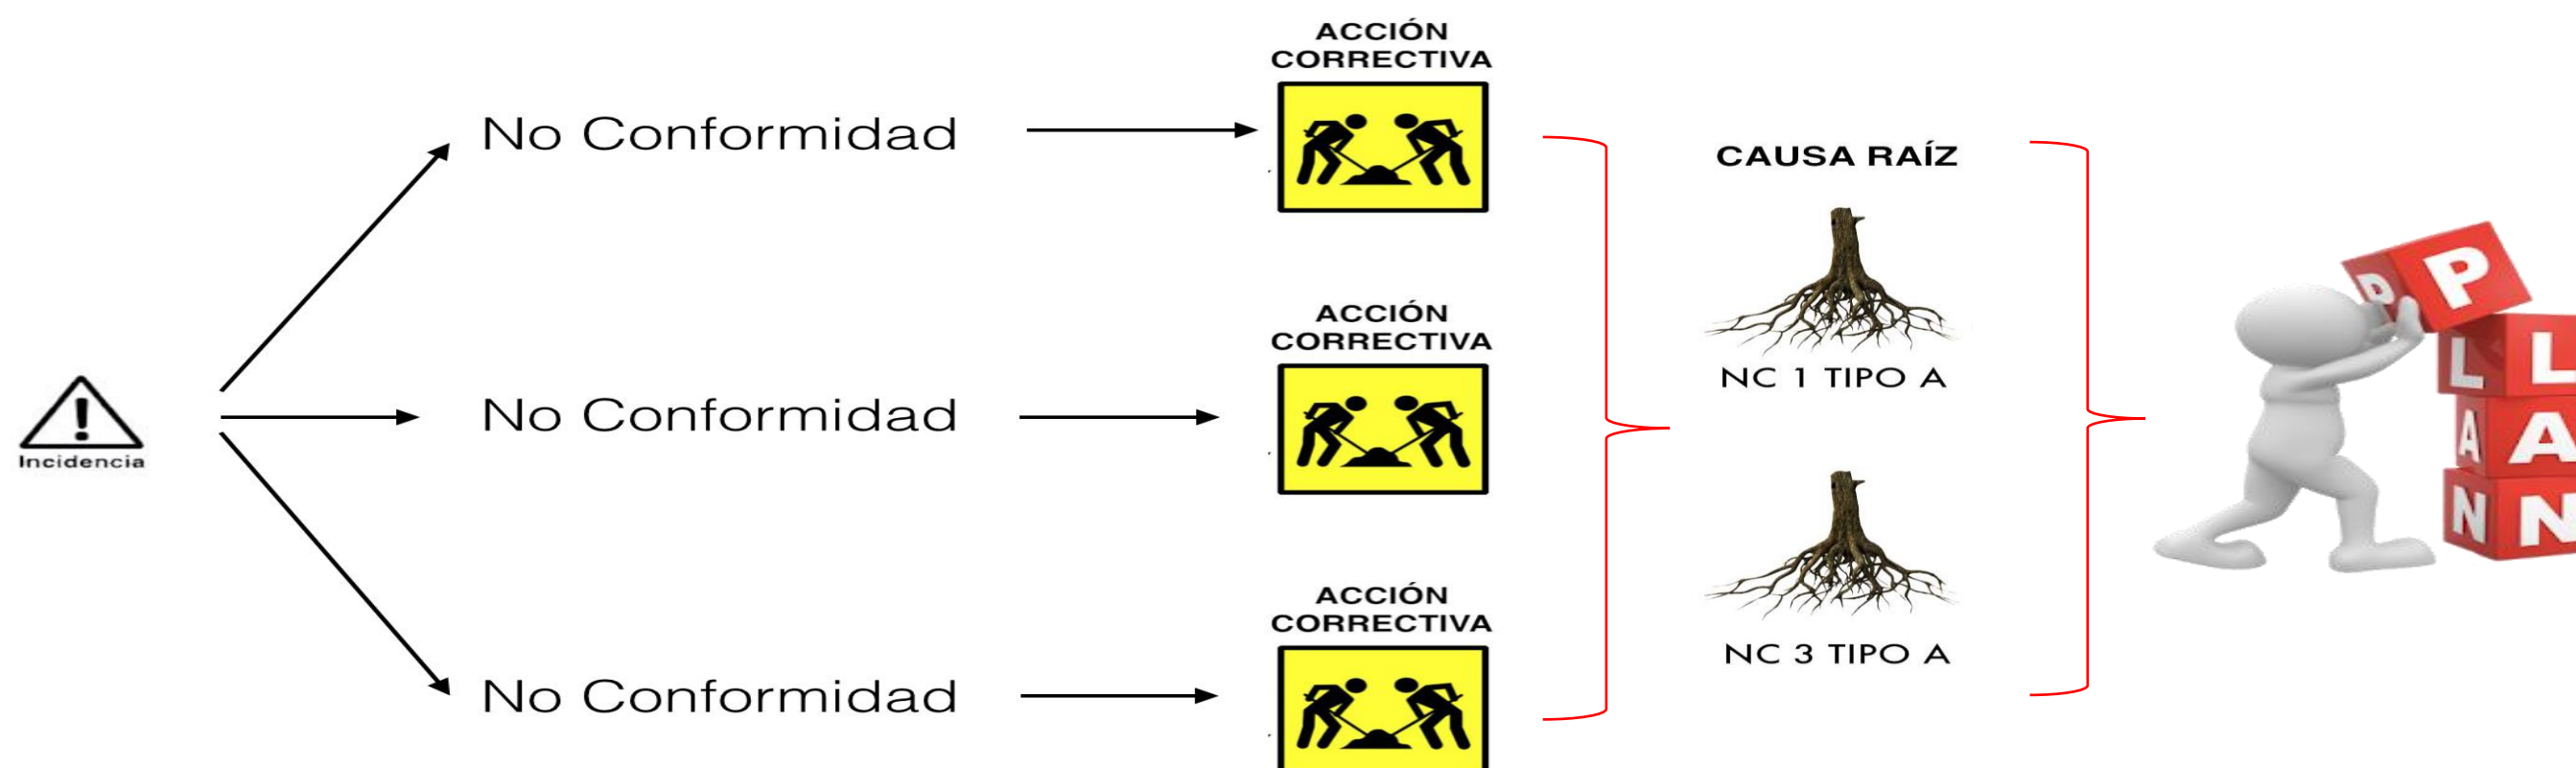 ACCIÓN
CORRECTIVA
No Conformidad
CAUSA RAÍZ
P P
ACCIÓN
CORRECTIVA
L L
NC 1 TIPO A
Incidencia
No Conformidad
A A
N N
ACCIÓN
CORRECTIVA
NC 3 TIPO A
No Conformidad